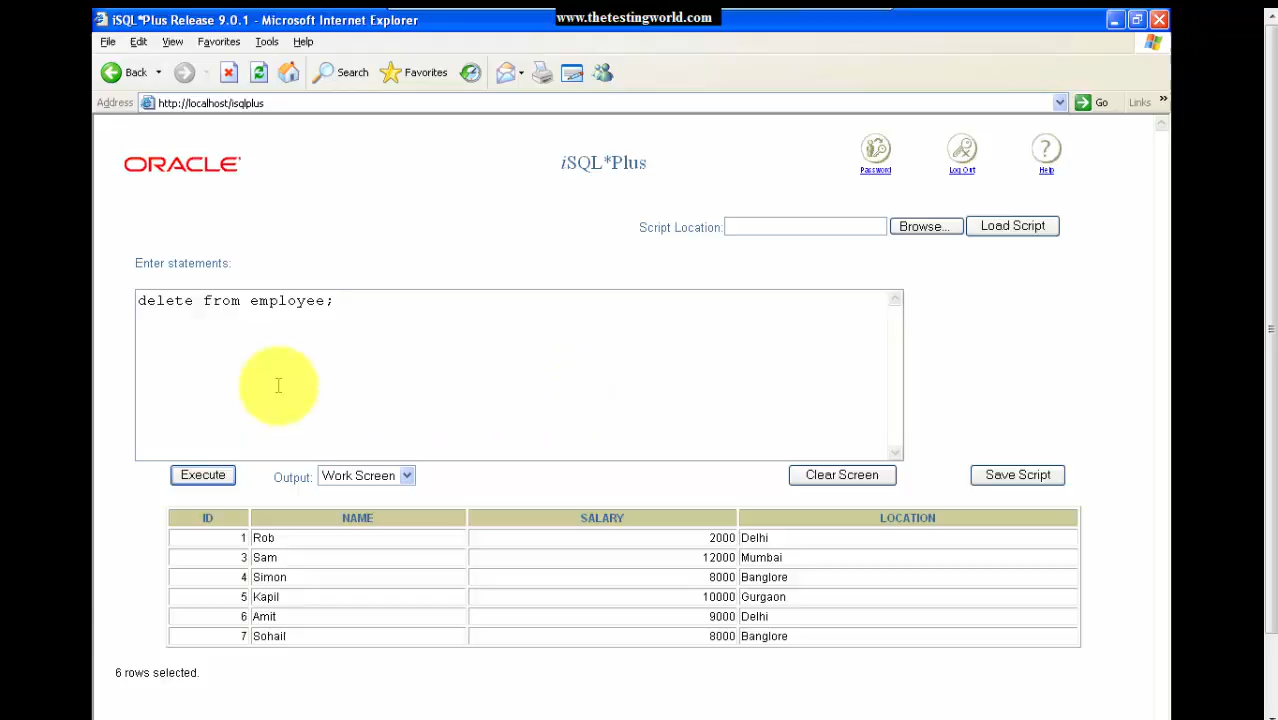 www.thetestingworld.com
iSQL*Plus Release 9.0.1 - Microsoft Internet Explorer
File Edit View Favorites Tools Help
Back Search Favorites
Address http://localhost/isqlplus Go Links »
ORACLE
iSQL*Plus
Password Log Out Help
Script Location: Browse... Load Script
Enter statements:
delete from employee;
Execute Output: Work Screen Clear Screen Save Script
ID NAME SALARY LOCATION
1 Rob 2000 Delhi
3 Sam 12000 Mumbai
4 Simon 8000 Banglore
5 Kapil 10000 Gurgaon
6 Amit 9000 Delhi
7 Sohail 8000 Banglore
6 rows selected.